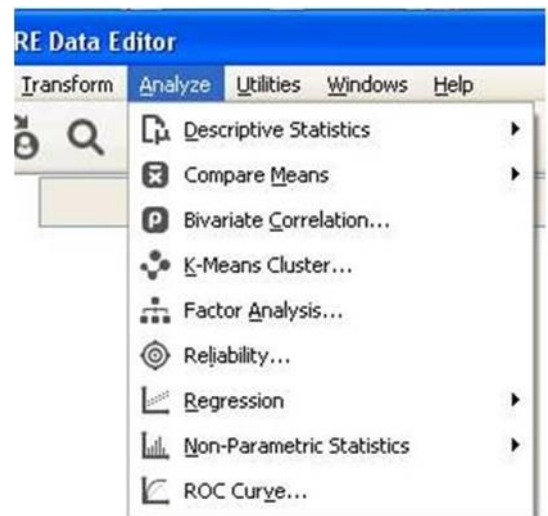 RE Data Editor
Transform Analyze Utilities Windows Help
Descriptive Statistics
Compare Means
Bivariate Correlation...
K-Means Cluster...
Factor Analysis...
Reliability...
Regression
Non-Parametric Statistics
ROC Curve...